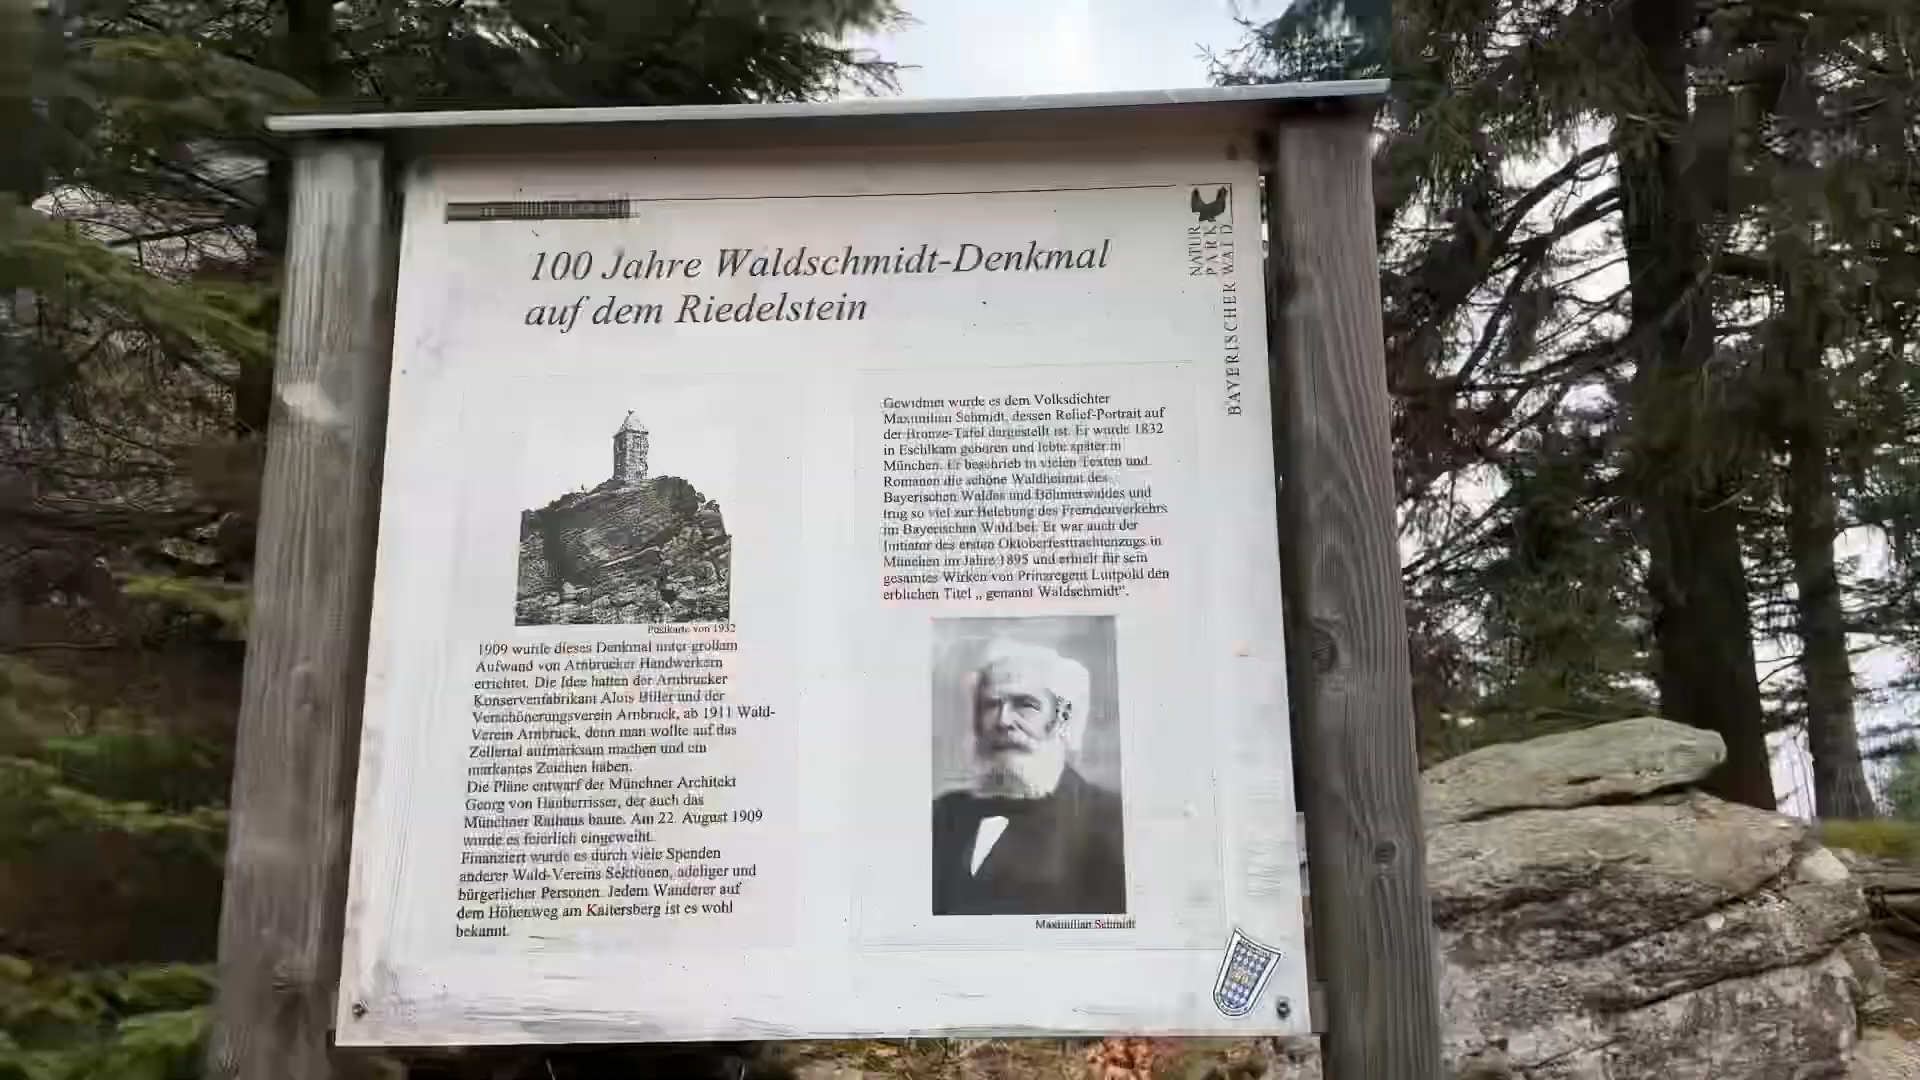 100 Jahre Waldschmidt-Denkmal
auf dem Riedelstein
NATUR
PARK
BAYERISCHER WALD
Postkarte von 1932
1909 wurde dieses Denkmal unter großem
Aufwand von Arnbrucker Handwerkern
errichtet. Die Idee hatten der Arnbrucker
Konservenfabrikant Alois Biller und der
Verschönerungsverein Arnbruck, ab 1911 Wald-
Verein Arnbruck, denn man wollte auf das
Zellertal aufmerksam machen und ein
markantes Zeichen haben.
Die Pläne entwarf der Münchner Architekt
Georg von Hauberrisser, der auch das
Münchner Rathaus baute. Am 22. August 1909
wurde es feierlich eingeweiht.
Finanziert wurde es durch viele Spenden
anderer Wald-Vereins Sektionen, adeliger und
bürgerlicher Personen. Jedem Wanderer auf
dem Höhenweg am Kaitersberg ist es wohl
bekannt.
Gewidmet wurde es dem Volksdichter
Maximilian Schmidt, dessen Relief-Portrait auf
der Bronze-Tafel dargestellt ist. Er wurde 1832
in Eschlkam geboren und lebte später in
München. Er beschrieb in vielen Texten und
Romanen die schöne Waldheimat des
Bayerischen Waldes und Böhmerwaldes und
trug so viel zur Belebung des Fremdenverkehrs
im Bayerischen Wald bei. Er war auch der
Initiator des ersten Oktoberfesttrachtenzugs in
München im Jahre 1895 und erhielt für sein
gesamtes Wirken von Prinzregent Luitpold den
erblichen Titel „ genannt Waldschmidt“.
Maximilian Schmidt